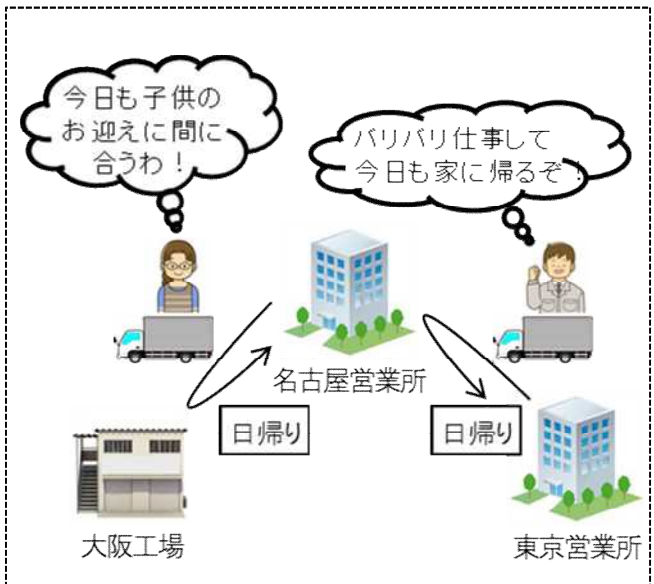 今日も子供の
お迎えに間に
合うわ！
バリバリ仕事して
今日も家に帰るぞ！
名古屋営業所
日帰り
日帰り
大阪工場
東京営業所